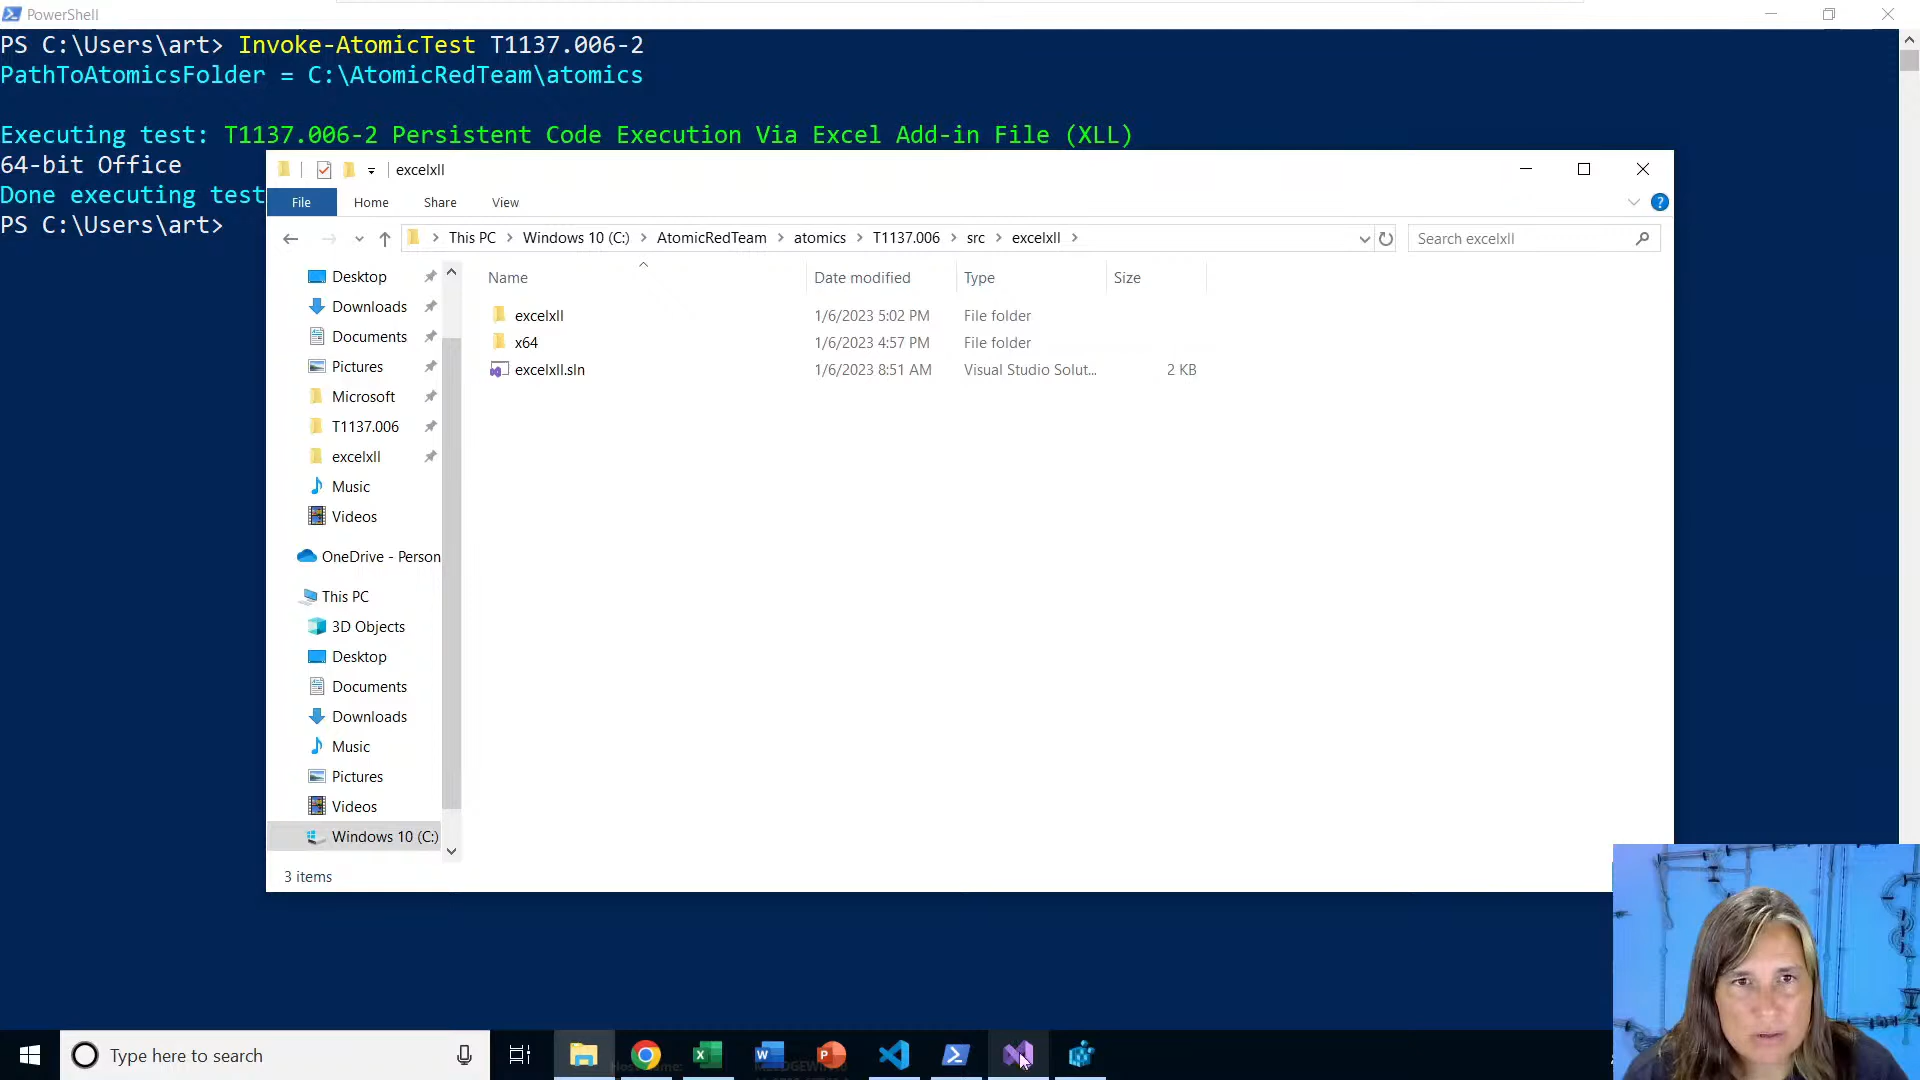 PowerShell
PS C:\Users\art> Invoke-AtomicTest T1137.006-2
PathToAtomicsFolder = C:\AtomicRedTeam\atomics
Executing test: T1137.006-2 Persistent Code Execution Via Excel Add-in File (XLL)
64-bit Office
Done executing test
PS C:\Users\art>
excelxll
File Home Share View
This PC Windows 10 (C:) AtomicRedTeam atomics T1137.006 src excelxll
Search excelxll
Name Date modified Type Size
excelxll 1/6/2023 5:02 PM File folder
x64 1/6/2023 4:57 PM File folder
excelxll.sln 1/6/2023 8:51 AM Visual Studio Solut... 2 KB
Desktop
Downloads
Documents
Pictures
Microsoft
T1137.006
excelxll
Music
Videos
OneDrive - Person
This PC
3D Objects
Desktop
Documents
Downloads
Music
Pictures
Videos
Windows 10 (C:)
3 items
Type here to search